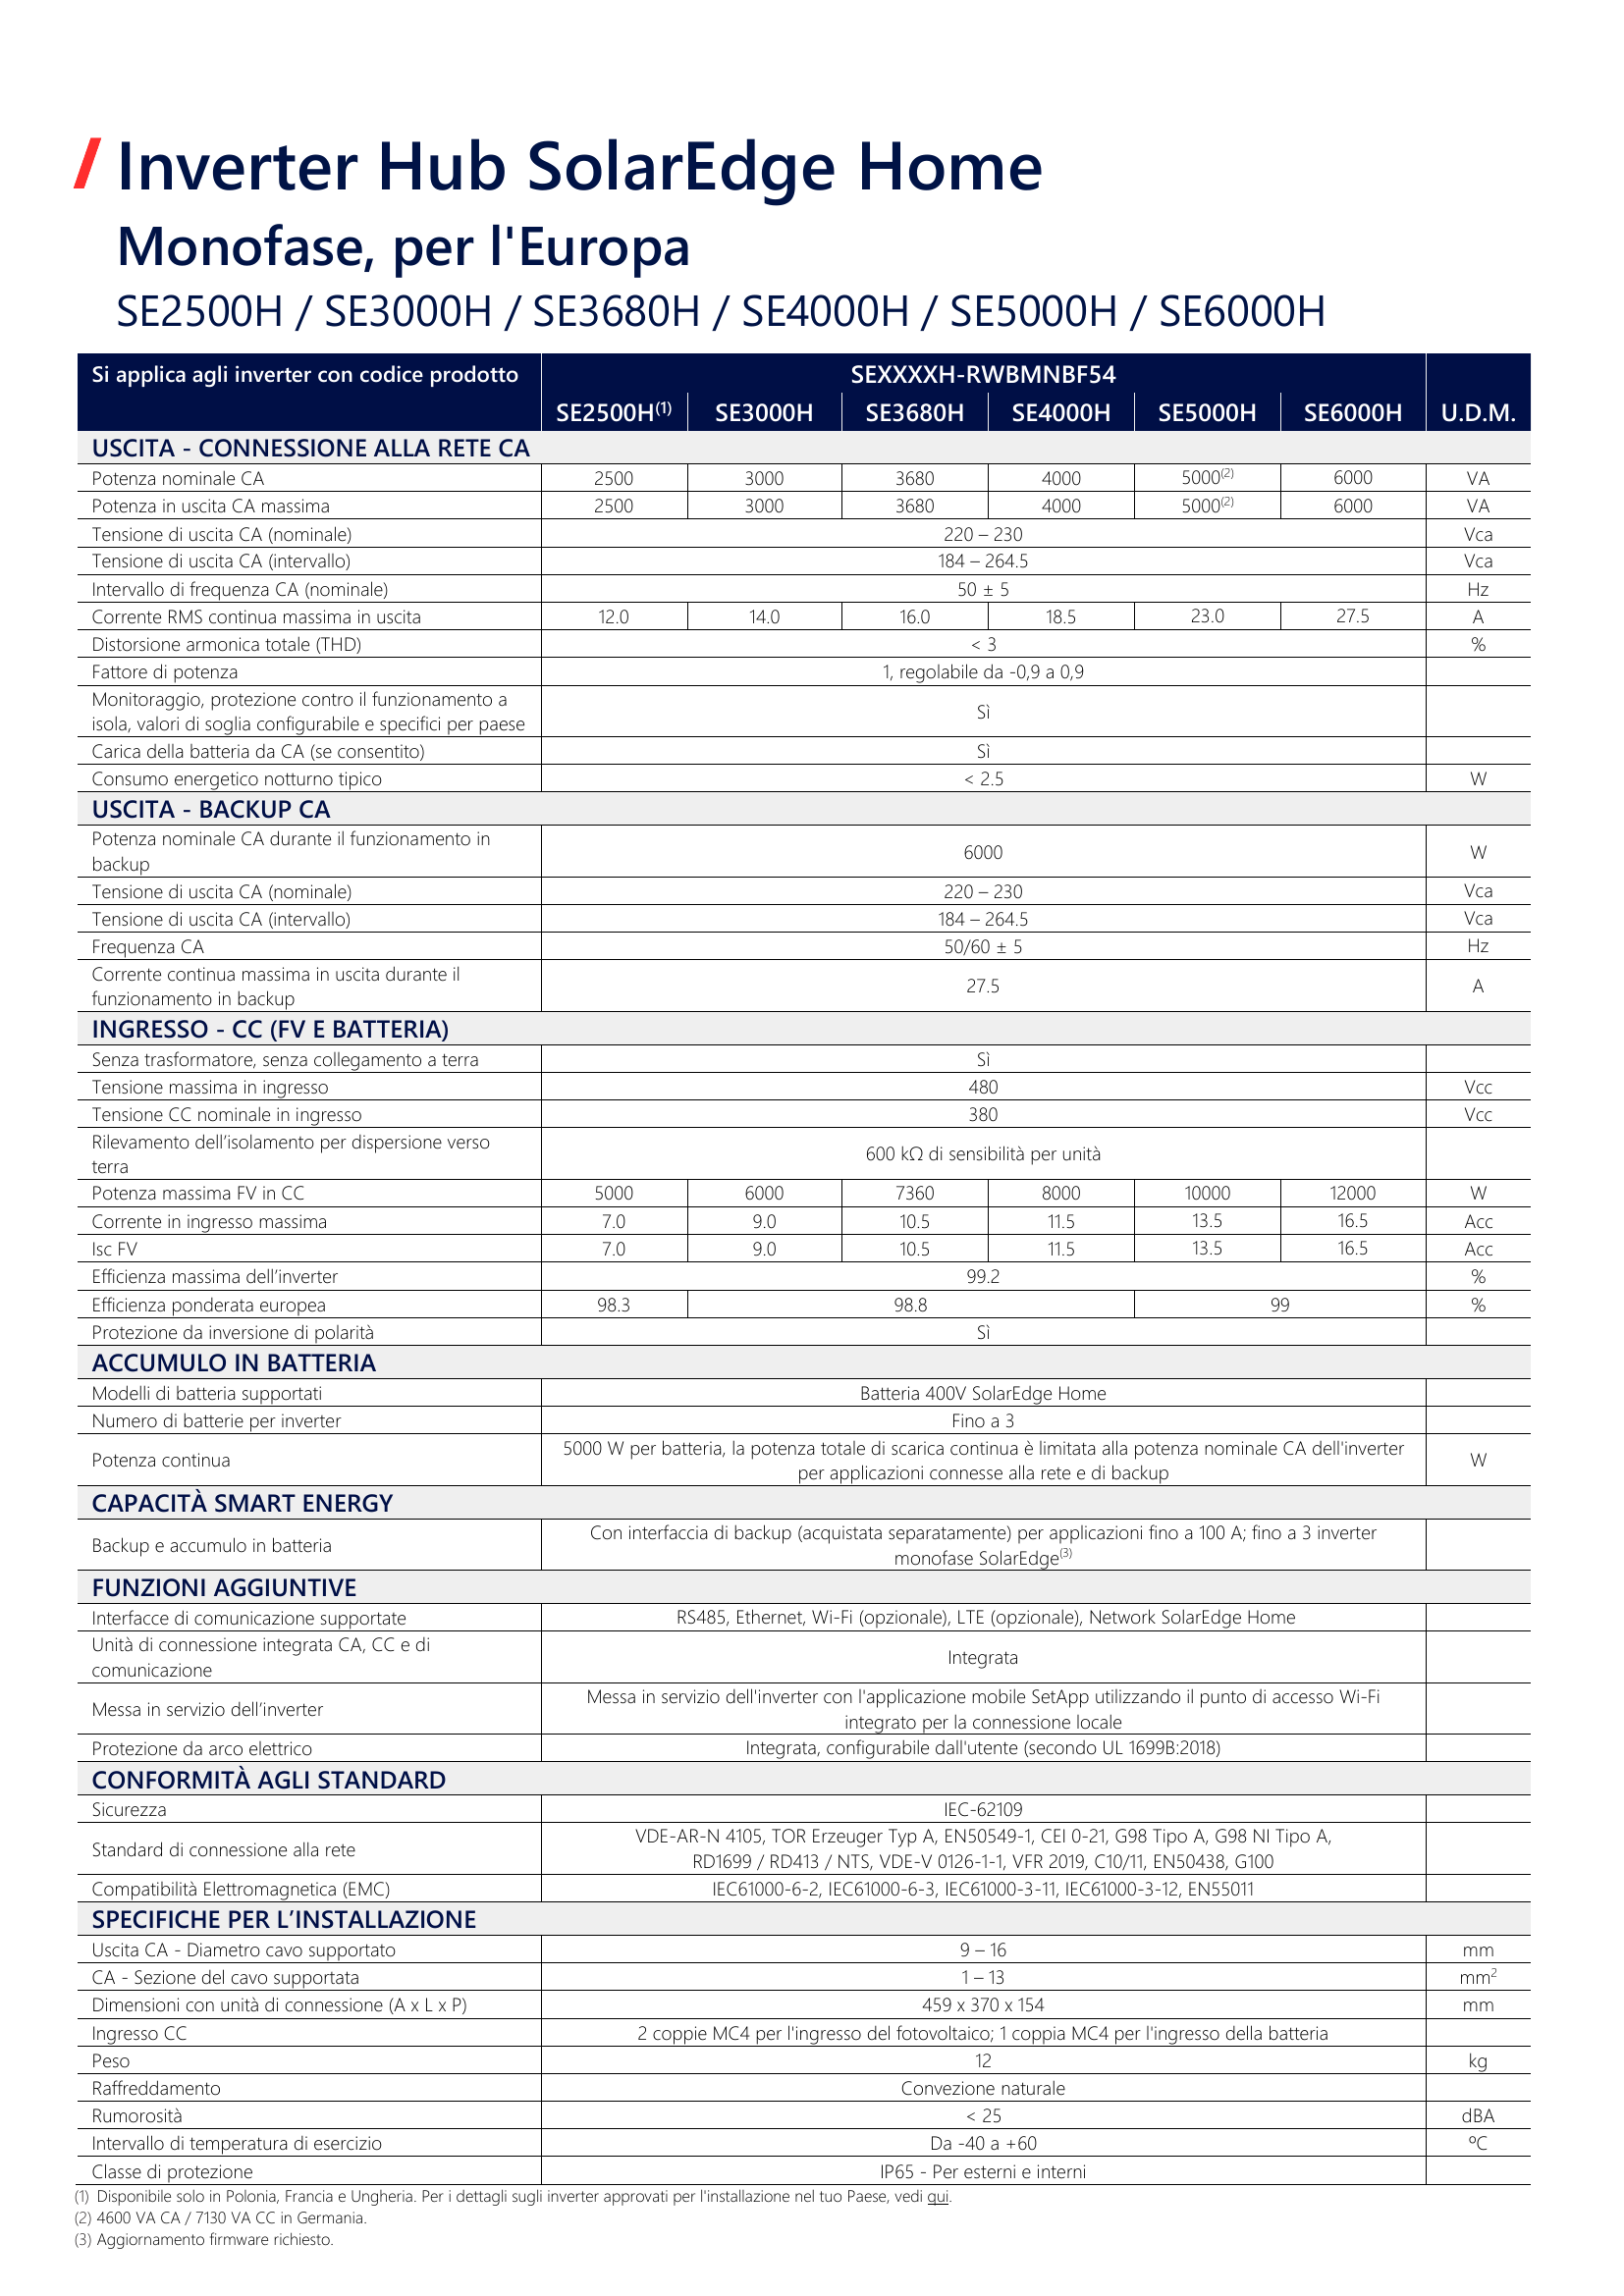 Inverter Hub SolarEdge Home
Monofase, per l'Europa
SE2500H / SE3000H / SE3680H / SE4000H / SE5000H / SE6000H
Si applica agli inverter con codice prodotto SEXXXXH-RWBMNBF54
SE2500H(1) SE3000H SE3680H SE4000H SE5000H SE6000H U.D.M.
USCITA - CONNESSIONE ALLA RETE CA
Potenza nominale CA 2500 3000 3680 4000 5000(2) 6000 VA
Potenza in uscita CA massima 2500 3000 3680 4000 5000(2) 6000 VA
Tensione di uscita CA (nominale) 220 – 230 Vca
Tensione di uscita CA (intervallo) 184 – 264.5 Vca
Intervallo di frequenza CA (nominale) 50 ± 5 Hz
Corrente RMS continua massima in uscita 12.0 14.0 16.0 18.5 23.0 27.5 A
Distorsione armonica totale (THD) < 3 %
Fattore di potenza 1, regolabile da -0,9 a 0,9
Monitoraggio, protezione contro il funzionamento a
isola, valori di soglia configurabile e specifici per paese Sì
Carica della batteria da CA (se consentito) Sì
Consumo energetico notturno tipico < 2.5 W
USCITA - BACKUP CA
Potenza nominale CA durante il funzionamento in
backup 6000 W
Tensione di uscita CA (nominale) 220 – 230 Vca
Tensione di uscita CA (intervallo) 184 – 264.5 Vca
Frequenza CA 50/60 ± 5 Hz
Corrente continua massima in uscita durante il
funzionamento in backup 27.5 A
INGRESSO - CC (FV E BATTERIA)
Senza trasformatore, senza collegamento a terra Sì
Tensione massima in ingresso 480 Vcc
Tensione CC nominale in ingresso 380 Vcc
Rilevamento dell’isolamento per dispersione verso
terra 600 kΩ di sensibilità per unità
Potenza massima FV in CC 5000 6000 7360 8000 10000 12000 W
Corrente in ingresso massima 7.0 9.0 10.5 11.5 13.5 16.5 Acc
Isc FV 7.0 9.0 10.5 11.5 13.5 16.5 Acc
Efficienza massima dell’inverter 99.2 %
Efficienza ponderata europea 98.3 98.8 99 %
Protezione da inversione di polarità Sì
ACCUMULO IN BATTERIA
Modelli di batteria supportati Batteria 400V SolarEdge Home
Numero di batterie per inverter Fino a 3
Potenza continua 5000 W per batteria, la potenza totale di scarica continua è limitata alla potenza nominale CA dell'inverter W
per applicazioni connesse alla rete e di backup
CAPACITÀ SMART ENERGY
Backup e accumulo in batteria Con interfaccia di backup (acquistata separatamente) per applicazioni fino a 100 A; fino a 3 inverter
monofase SolarEdge(3)
FUNZIONI AGGIUNTIVE
Interfacce di comunicazione supportate RS485, Ethernet, Wi-Fi (opzionale), LTE (opzionale), Network SolarEdge Home
Unità di connessione integrata CA, CC e di
comunicazione Integrata
Messa in servizio dell’inverter Messa in servizio dell'inverter con l'applicazione mobile SetApp utilizzando il punto di accesso Wi-Fi
integrato per la connessione locale
Protezione da arco elettrico Integrata, configurabile dall'utente (secondo UL 1699B:2018)
CONFORMITÀ AGLI STANDARD
Sicurezza IEC-62109
Standard di connessione alla rete VDE-AR-N 4105, TOR Erzeuger Typ A, EN50549-1, CEI 0-21, G98 Tipo A, G98 NI Tipo A,
RD1699 / RD413 / NTS, VDE-V 0126-1-1, VFR 2019, C10/11, EN50438, G100
Compatibilità Elettromagnetica (EMC) IEC61000-6-2, IEC61000-6-3, IEC61000-3-11, IEC61000-3-12, EN55011
SPECIFICHE PER L’INSTALLAZIONE
Uscita CA - Diametro cavo supportato 9 – 16 mm
CA - Sezione del cavo supportata 1 – 13 mm2
Dimensioni con unità di connessione (A x L x P) 459 x 370 x 154 mm
Ingresso CC 2 coppie MC4 per l'ingresso del fotovoltaico; 1 coppia MC4 per l'ingresso della batteria
Peso 12 kg
Raffreddamento Convezione naturale
Rumorosità < 25 dBA
Intervallo di temperatura di esercizio Da -40 a +60 ºC
Classe di protezione IP65 - Per esterni e interni
(1) Disponibile solo in Polonia, Francia e Ungheria. Per i dettagli sugli inverter approvati per l'installazione nel tuo Paese, vedi qui.
(2) 4600 VA CA / 7130 VA CC in Germania.
(3) Aggiornamento firmware richiesto.